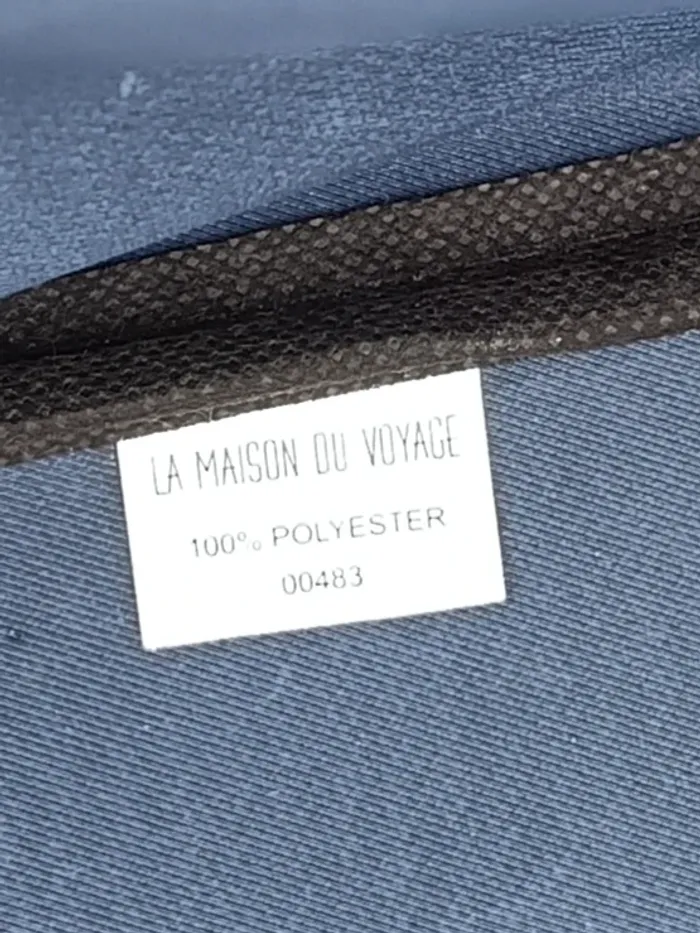 LA MAISON DU VOYAGE
100% POLYESTER
00483